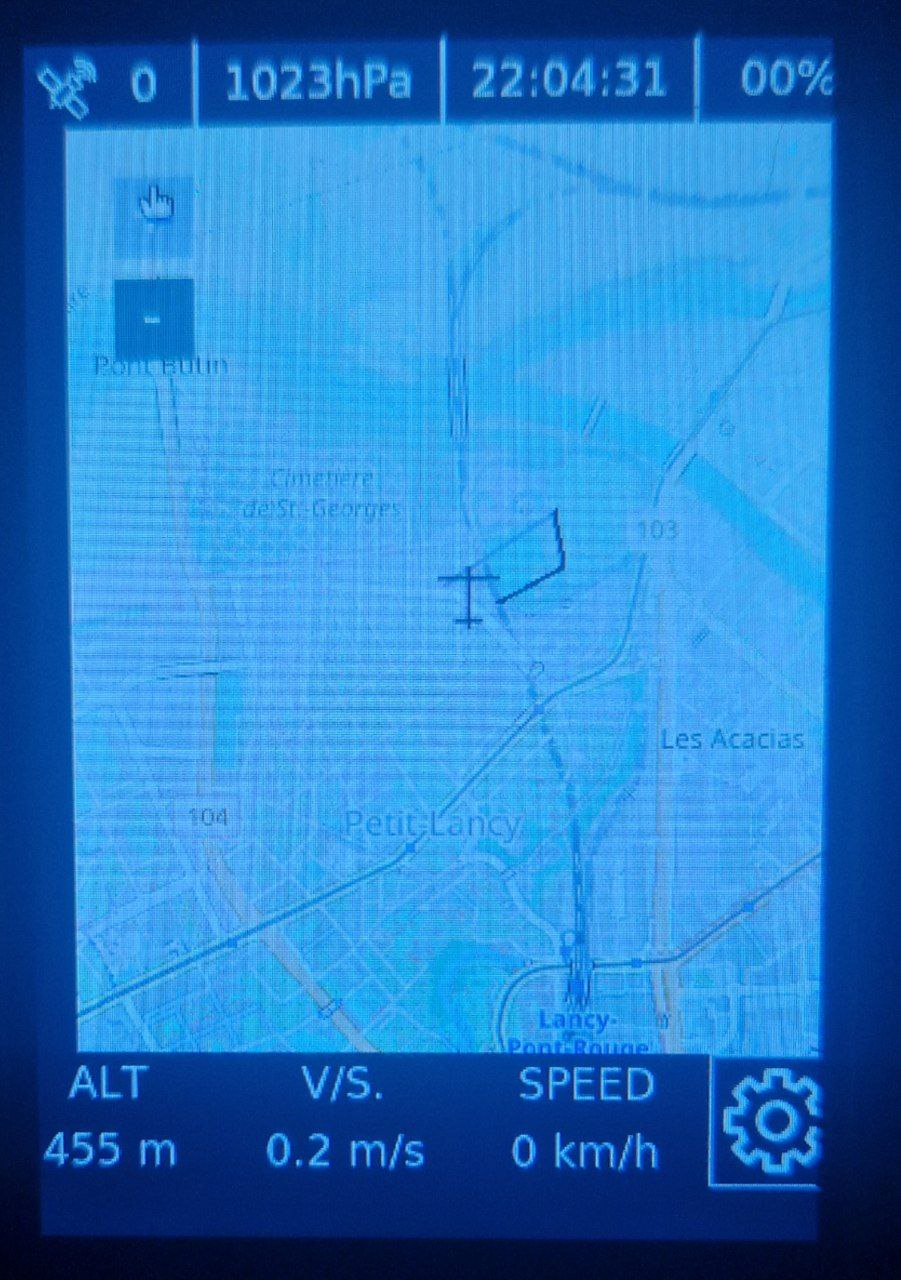 0
1023hPa
22:04:31
00%
-
Pont Butin
Cimetière
de St.-Georges
103
Les Acacias
104
Petit-Lancy
Lancy-
Pont-Rouge
ALT
V/S.
SPEED
455 m
0.2 m/s
0 km/h